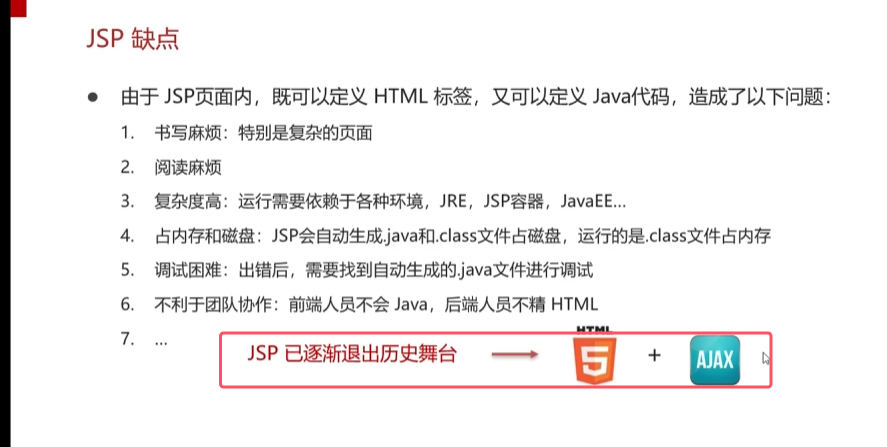 JSP 缺点
● 由于 JSP页面内，既可以定义 HTML 标签，又可以定义 Java代码，造成了以下问题：
1. 书写麻烦：特别是复杂的页面
2. 阅读麻烦
3. 复杂度高：运行需要依赖于各种环境，JRE，JSP容器，JavaEE...
4. 占内存和磁盘：JSP会自动生成.java和.class文件占磁盘，运行的是.class文件占内存
5. 调试困难：出错后，需要找到自动生成的.java文件进行调试
6. 不利于团队协作：前端人员不会 Java，后端人员不精 HTML
7. ...
JSP 已逐渐退出历史舞台 HTML 5 + AJAX